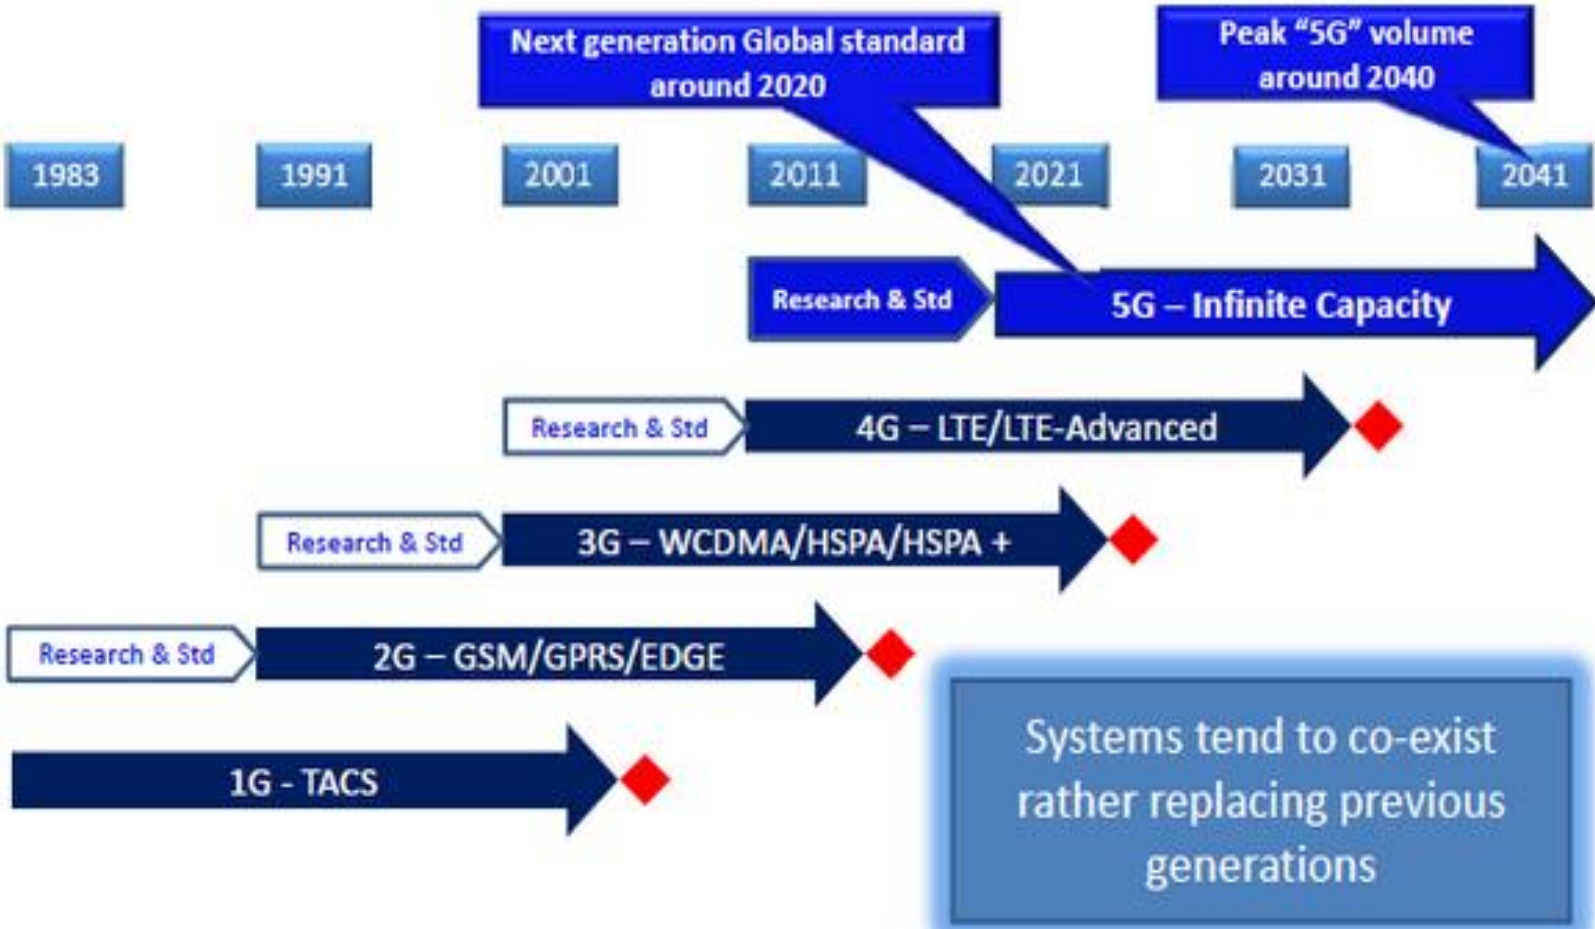 Next generation Global standard
around 2020
Peak “5G” volume
around 2040
1983
1991
2001
2011
2021
2031
2041
Research & Std
5G – Infinite Capacity
Research & Std
4G – LTE/LTE-Advanced
Research & Std
3G – WCDMA/HSPA/HSPA +
Research & Std
2G – GSM/GPRS/EDGE
1G - TACS
Systems tend to co-exist
rather replacing previous
generations